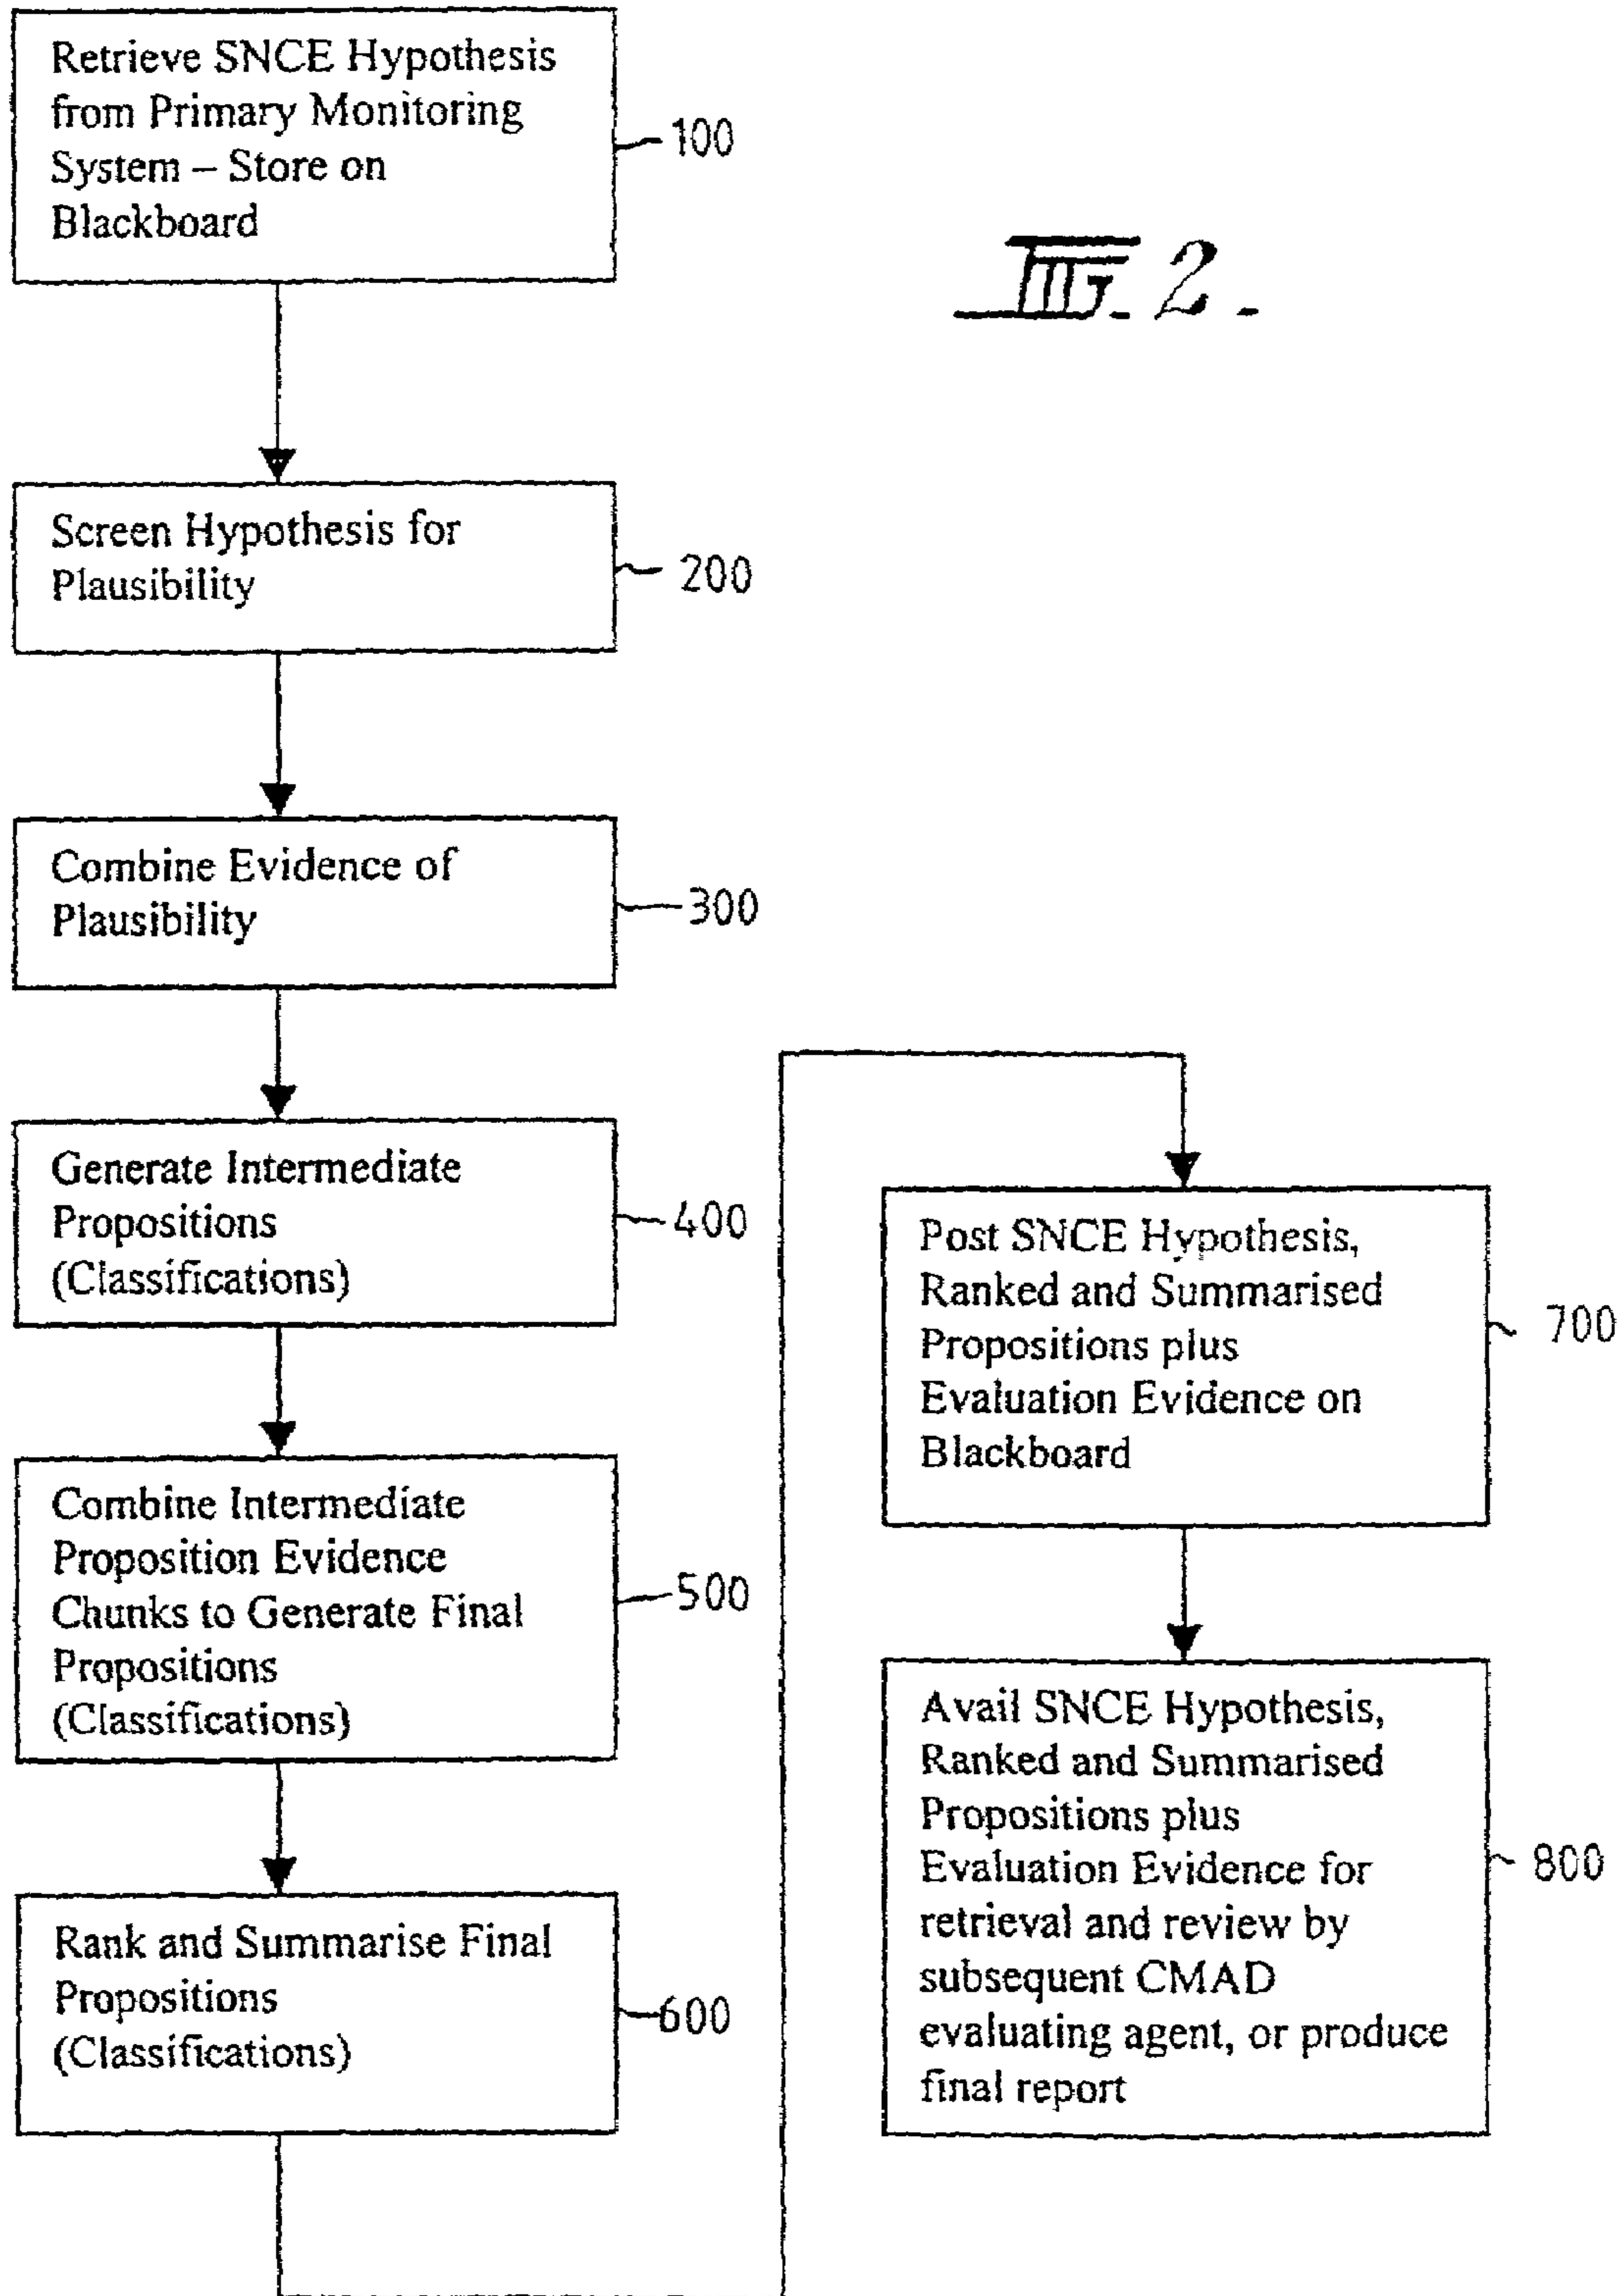 Retrieve SNCE Hypothesis
from Primary Monitoring
System – Store on
Blackboard
100
FIG. 2.
Screen Hypothesis for
Plausibility
200
Combine Evidence of
Plausibility
300
Generate Intermediate
Propositions
(Classifications)
400
Combine Intermediate
Proposition Evidence
Chunks to Generate Final
Propositions
(Classifications)
500
Rank and Summarise Final
Propositions
(Classifications)
600
Post SNCE Hypothesis,
Ranked and Summarised
Propositions plus
Evaluation Evidence on
Blackboard
700
Avail SNCE Hypothesis,
Ranked and Summarised
Propositions plus
Evaluation Evidence for
retrieval and review by
subsequent CMAD
evaluating agent, or produce
final report
800